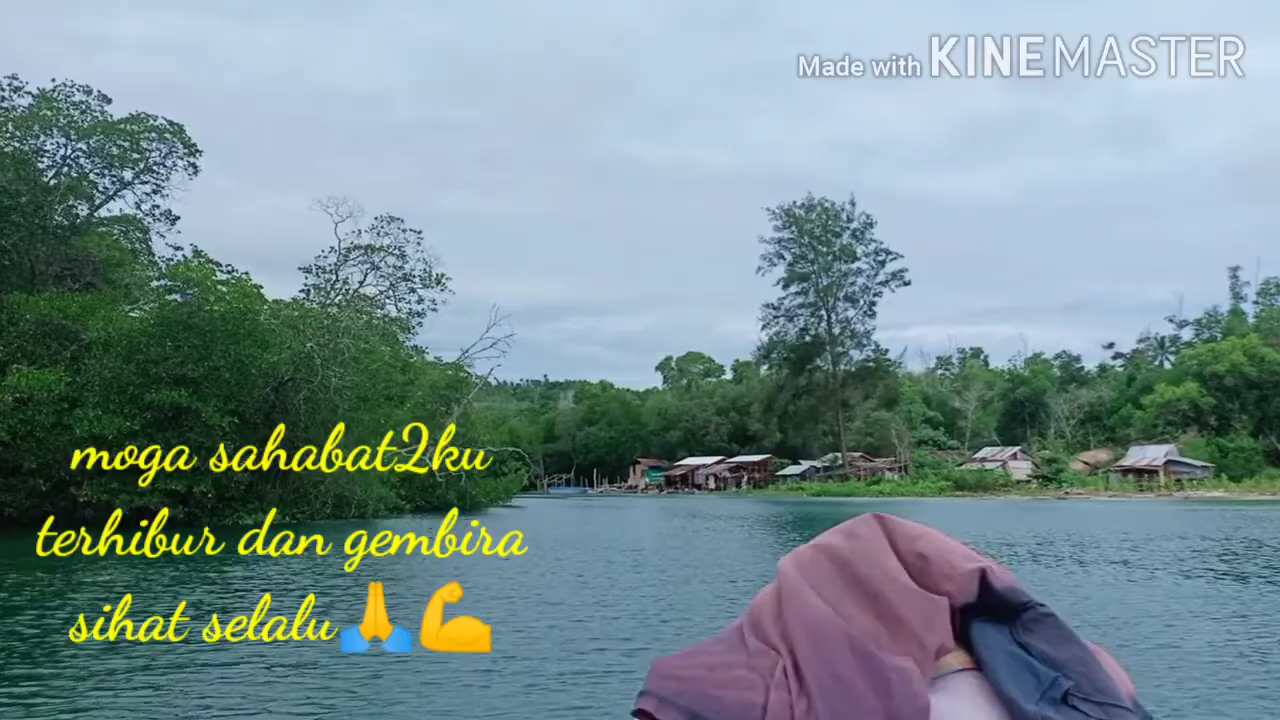 Made with KINEMASTER
moga sahabat2ku
terhibur dan gembira
sihat selalu🙏💪